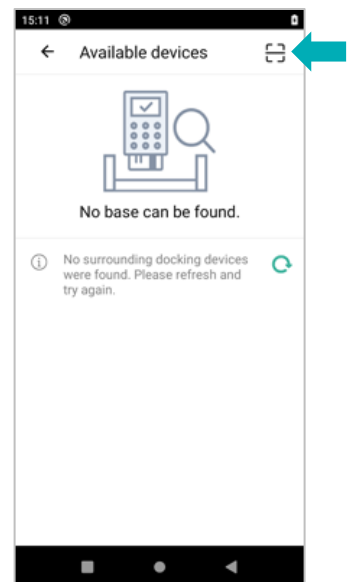 15:11
Available devices
No base can be found.
No surrounding docking devices
were found. Please refresh and
try again.